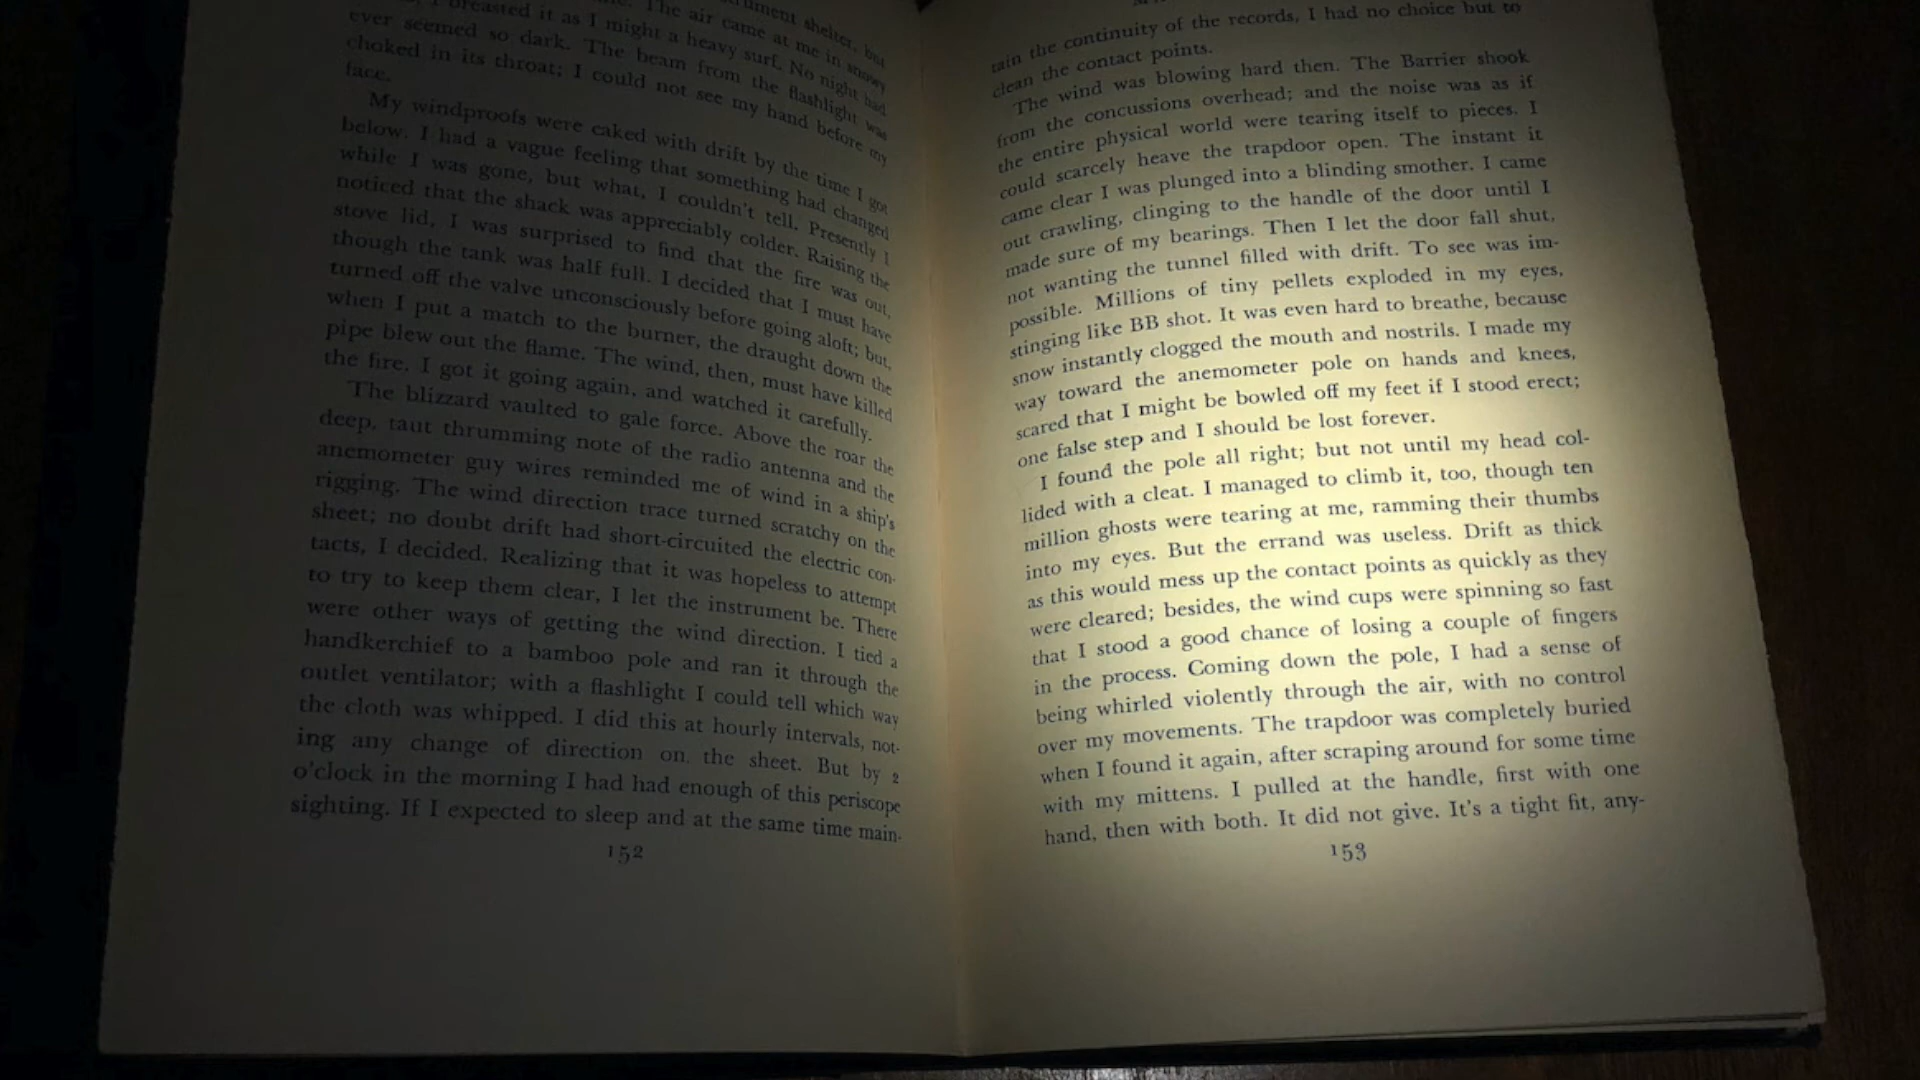 ument shelter, but
I breasted it as I might a heavy surf. No night had
The air came at me in snowy
ever seemed so dark. The beam from the flashlight was
choked in its throat; I could not see my hand before my
face.
My windproofs were caked with drift by the time I got
below. I had a vague feeling that something had changed
while I was gone, but what, I couldn't tell. Presently I
noticed that the shack was appreciably colder. Raising the
stove lid, I was surprised to find that the fire was out,
though the tank was half full. I decided that I must have
turned off the valve unconsciously before going aloft; but,
when I put a match to the burner, the draught down the
pipe blew out the flame. The wind, then, must have killed
the fire. I got it going again, and watched it carefully.
The blizzard vaulted to gale force. Above the roar the
deep, taut thrumming note of the radio antenna and the
anemometer guy wires reminded me of wind in a ship's
rigging. The wind direction trace turned scratchy on the
sheet; no doubt drift had short-circuited the electric con-
tacts, I decided. Realizing that it was hopeless to attempt
to try to keep them clear, I let the instrument be. There
were other ways of getting the wind direction. I tied a
handkerchief to a bamboo pole and ran it through the
outlet ventilator; with a flashlight I could tell which way
the cloth was whipped. I did this at hourly intervals, not-
ing any change of direction on the sheet. But by 2
o'clock in the morning I had had enough of this periscope
sighting. If I expected to sleep and at the same time main-
152
tain the continuity of the records, I had no choice but to
clean the contact points.
The wind was blowing hard then. The Barrier shook
from the concussions overhead; and the noise was as if
the entire physical world were tearing itself to pieces. I
could scarcely heave the trapdoor open. The instant it
came clear I was plunged into a blinding smother. I came
out crawling, clinging to the handle of the door until I
made sure of my bearings. Then I let the door fall shut,
not wanting the tunnel filled with drift. To see was im-
possible. Millions of tiny pellets exploded in my eyes,
stinging like BB shot. It was even hard to breathe, because
snow instantly clogged the mouth and nostrils. I made my
way toward the anemometer pole on hands and knees,
scared that I might be bowled off my feet if I stood erect;
one false step and I should be lost forever.
I found the pole all right; but not until my head col-
lided with a cleat. I managed to climb it, too, though ten
million ghosts were tearing at me, ramming their thumbs
into my eyes. But the errand was useless. Drift as thick
as this would mess up the contact points as quickly as they
were cleared; besides, the wind cups were spinning so fast
that I stood a good chance of losing a couple of fingers
in the process. Coming down the pole, I had a sense of
being whirled violently through the air, with no control
over my movements. The trapdoor was completely buried
when I found it again, after scraping around for some time
with my mittens. I pulled at the handle, first with one
hand, then with both. It did not give. It's a tight fit, any-
153